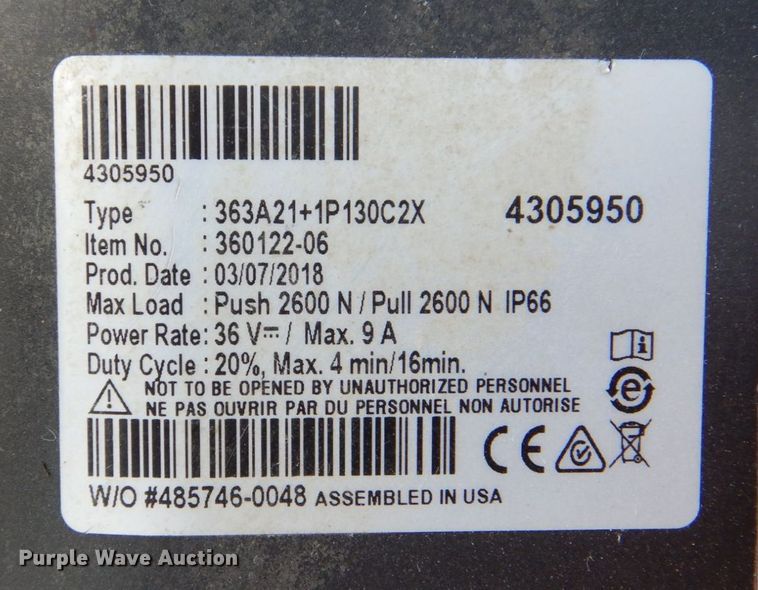 4305950
Type : 363A21+1P130C2X 4305950
Item No. : 360122-06
Prod. Date : 03/07/2018
Max Load : Push 2600 N / Pull 2600 N IP66
Power Rate: 36 V⎓ / Max. 9 A
Duty Cycle : 20%, Max. 4 min/16min.
NOT TO BE OPENED BY UNAUTHORIZED PERSONNEL
NE PAS OUVRIR PAR DU PERSONNEL NON AUTORISE
CE
W/O #485746-0048 ASSEMBLED IN USA
Purple Wave Auction